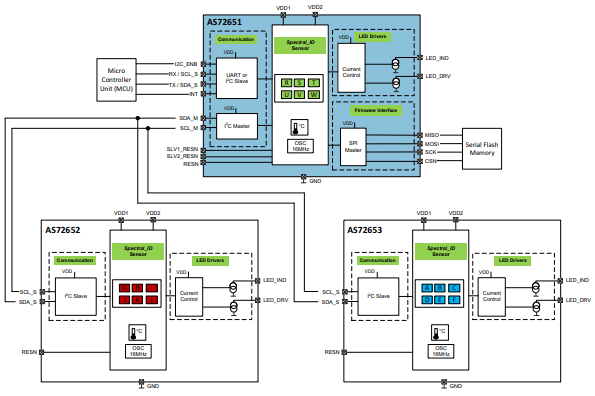 VDD1 VDD2
AS72651
Communication
Spectral_ID
Sensor
LED Drivers
VDD
VDD
Micro
Controller
Unit (MCU)
I2C_ENB
RX / SCL_S
TX / SDA_S
INT
UART or
I²C Slave
R S T
U V W
Current
Control
LED_IND
LED_DRV
SDA_M
SCL_M
VDD
I²C Master
°C
OSC
16MHz
Firmware Interface
VDD
SPI
Master
MISO
MOSI
SCK
CSN
Serial Flash
Memory
SLV1_RESN
SLV2_RESN
RESN
GND
VDD1 VDD2
AS72652
Communication
Spectral_ID
Sensor
LED Drivers
VDD
VDD
SCL_S
SDA_S
I²C Slave
Current
Control
LED_IND
LED_DRV
°C
OSC
16MHz
RESN
GND
VDD1 VDD2
AS72653
Communication
Spectral_ID
Sensor
LED Drivers
VDD
VDD
SCL_S
SDA_S
I²C Slave
A B C
D E F
Current
Control
LED_IND
LED_DRV
°C
OSC
16MHz
RESN
GND